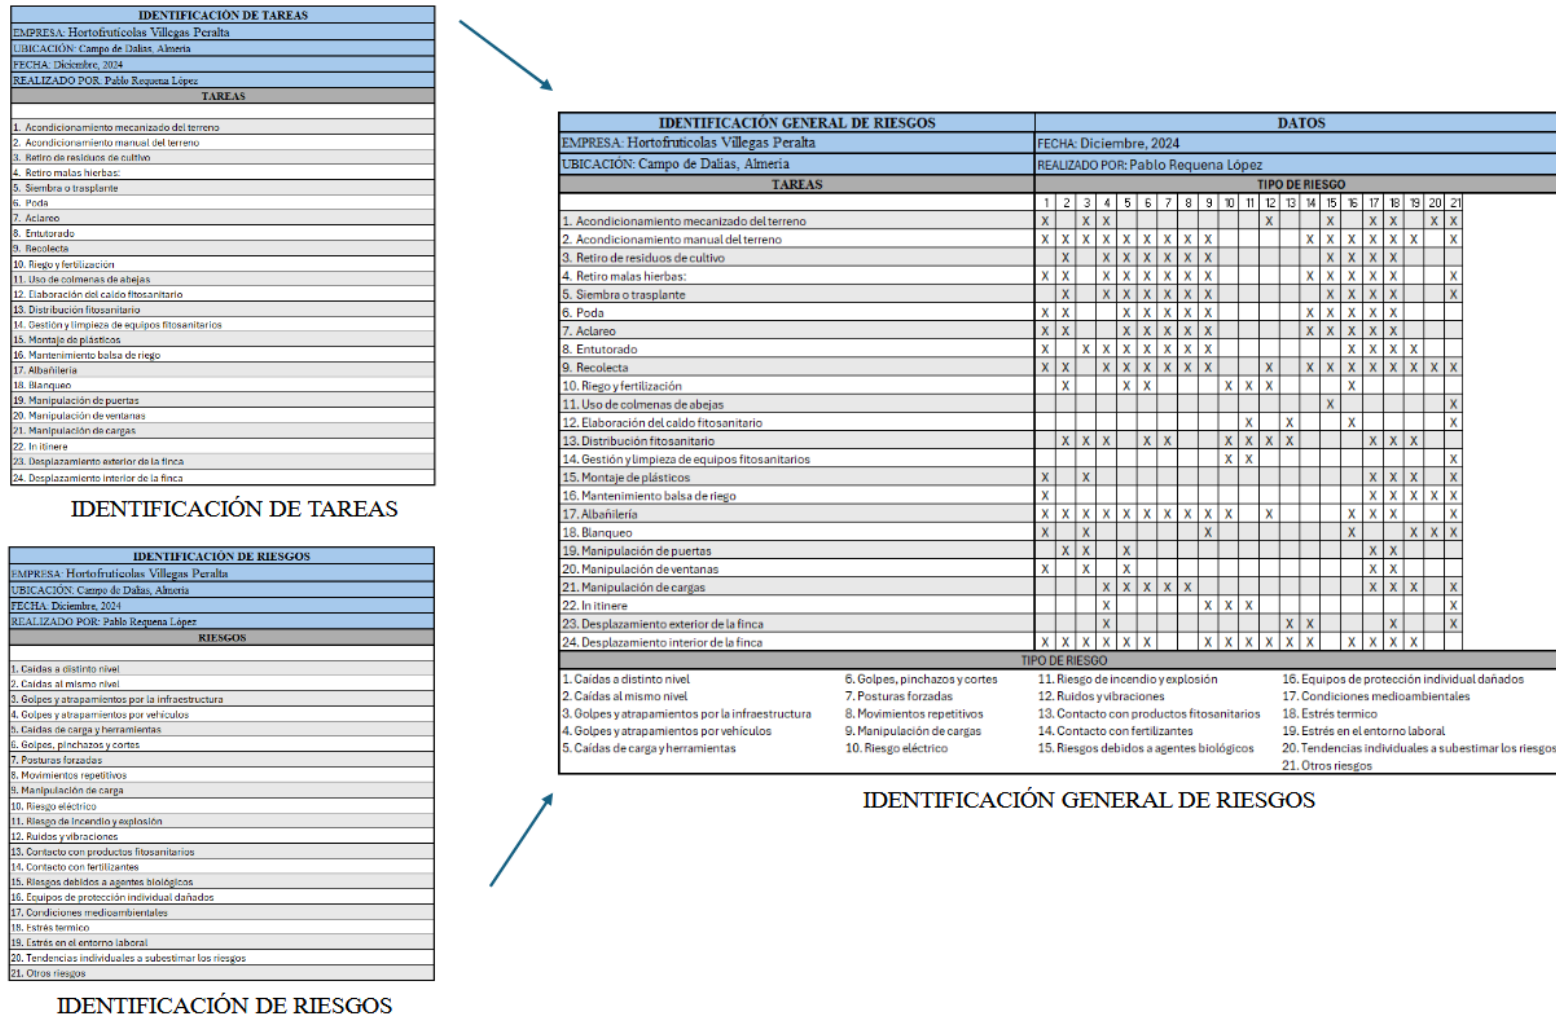 IDENTIFICACIÓN DE TAREAS
EMPRESA: Hortofrutícolas Villegas Peralta
UBICACIÓN: Campo de Dalías, Almería
FECHA: Diciembre, 2024
REALIZADO POR: Pablo Requena López
TAREAS
1. Acondicionamiento mecanizado del terreno
2. Acondicionamiento manual del terreno
3. Retiro de residuos de cultivo
4. Retiro malas hierbas:
5. Siembra o trasplante
6. Poda
7. Aclareo
8. Entutorado
9. Recolecta
10. Riego y fertilización
11. Uso de colmenas de abejas
12. Elaboración del caldo fitosanitario
13. Distribución fitosanitario
14. Gestión y limpieza de equipos fitosanitarios
15. Montaje de plásticos
16. Mantenimiento balsa de riego
17. Albañilería
18. Blanqueo
19. Manipulación de puertas
20. Manipulación de ventanas
21. Manipulación de cargas
22. In itinere
23. Desplazamiento exterior de la finca
24. Desplazamiento interior de la finca
IDENTIFICACIÓN DE TAREAS
IDENTIFICACIÓN DE RIESGOS
EMPRESA: Hortofrutícolas Villegas Peralta
UBICACIÓN: Campo de Dalías, Almería
FECHA: Diciembre, 2024
REALIZADO POR: Pablo Requena López
RIESGOS
1. Caídas a distinto nivel
2. Caídas al mismo nivel
3. Golpes y atrapamientos por la infraestructura
4. Golpes y atrapamientos por vehículos
5. Caídas de carga y herramientas
6. Golpes, pinchazos y cortes
7. Posturas forzadas
8. Movimientos repetitivos
9. Manipulación de carga
10. Riesgo eléctrico
11. Riesgo de incendio y explosión
12. Ruidos y vibraciones
13. Contacto con productos fitosanitarios
14. Contacto con fertilizantes
15. Riesgos debidos a agentes biológicos
16. Equipos de protección individual dañados
17. Condiciones medioambientales
18. Estrés termico
19. Estrés en el entorno laboral
20. Tendencias individuales a subestimar los riesgos
21. Otros riesgos
IDENTIFICACIÓN DE RIESGOS
IDENTIFICACIÓN GENERAL DE RIESGOS DATOS
EMPRESA: Hortofruticolas Villegas Peralta FECHA: Diciembre, 2024
UBICACIÓN: Campo de Dalias, Almeria REALIZADO POR: Pablo Requena López
TAREAS TIPO DE RIESGO
1 2 3 4 5 6 7 8 9 10 11 12 13 14 15 16 17 18 19 20 21
1. Acondicionamiento mecanizado del terreno X X X X X X X X X
2. Acondicionamiento manual del terreno X X X X X X X X X X X X X X X X
3. Retiro de residuos de cultivo X X X X X X X X X X X
4. Retiro malas hierbas: X X X X X X X X X X X X X X
5. Siembra o trasplante X X X X X X X X X X X X
6. Poda X X X X X X X X X X X X
7. Aclareo X X X X X X X X X X X X
8. Entutorado X X X X X X X X X X X X
9. Recolecta X X X X X X X X X X X X X X X X X
10. Riego y fertilización X X X X X X X
11. Uso de colmenas de abejas X X
12. Elaboración del caldo fitosanitario X X X X
13. Distribución fitosanitario X X X X X X X X X X X X
14. Gestión y limpieza de equipos fitosanitarios X X X
15. Montaje de plásticos X X X X X X
16. Mantenimiento balsa de riego X X X X X X
17. Albañilería X X X X X X X X X X X X X X X
18. Blanqueo X X X X X X X
19. Manipulación de puertas X X X X X
20. Manipulación de ventanas X X X X X
21. Manipulación de cargas X X X X X X X X X
22. In itinere X X X X X
23. Desplazamiento exterior de la finca X X X X X
24. Desplazamiento interior de la finca X X X X X X X X X X X X X X X X
TIPO DE RIESGO
1. Caídas a distinto nivel 6. Golpes, pinchazos y cortes 11. Riesgo de incendio y explosión 16. Equipos de protección individual dañados
2. Caídas al mismo nivel 7. Posturas forzadas 12. Ruidos y vibraciones 17. Condiciones medioambientales
3. Golpes y atrapamientos por la infraestructura 8. Movimientos repetitivos 13. Contacto con productos fitosanitarios 18. Estrés termico
4. Golpes y atrapamientos por vehículos 9. Manipulación de cargas 14. Contacto con fertilizantes 19. Estrés en el entorno laboral
5. Caídas de carga y herramientas 10. Riesgo eléctrico 15. Riesgos debidos a agentes biológicos 20. Tendencias individuales a subestimar los riesgos
21. Otros riesgos
IDENTIFICACIÓN GENERAL DE RIESGOS